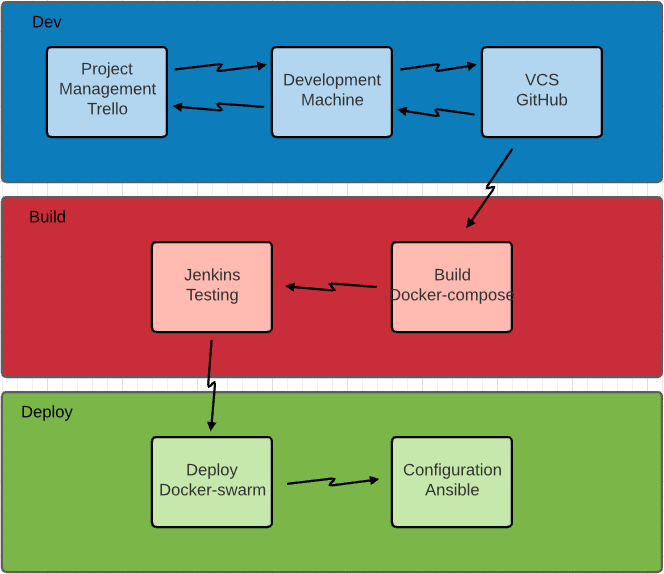 Dev
Project
Management
Trello
Development
Machine
VCS
GitHub
Build
Jenkins
Testing
Build
Docker-compose
Deploy
Deploy
Docker-swarm
Configuration
Ansible